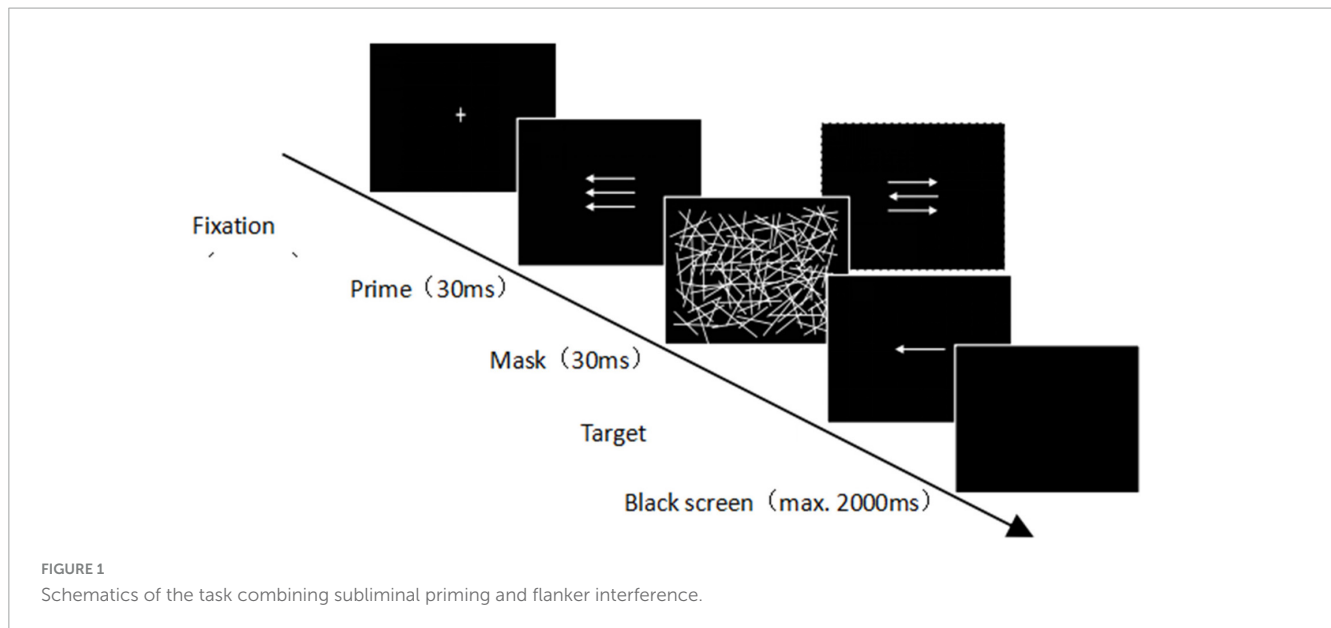 Fixation
Prime（30ms）
Mask（30ms）
Target
Black screen（max. 2000ms）
FIGURE 1
Schematics of the task combining subliminal priming and flanker interference.